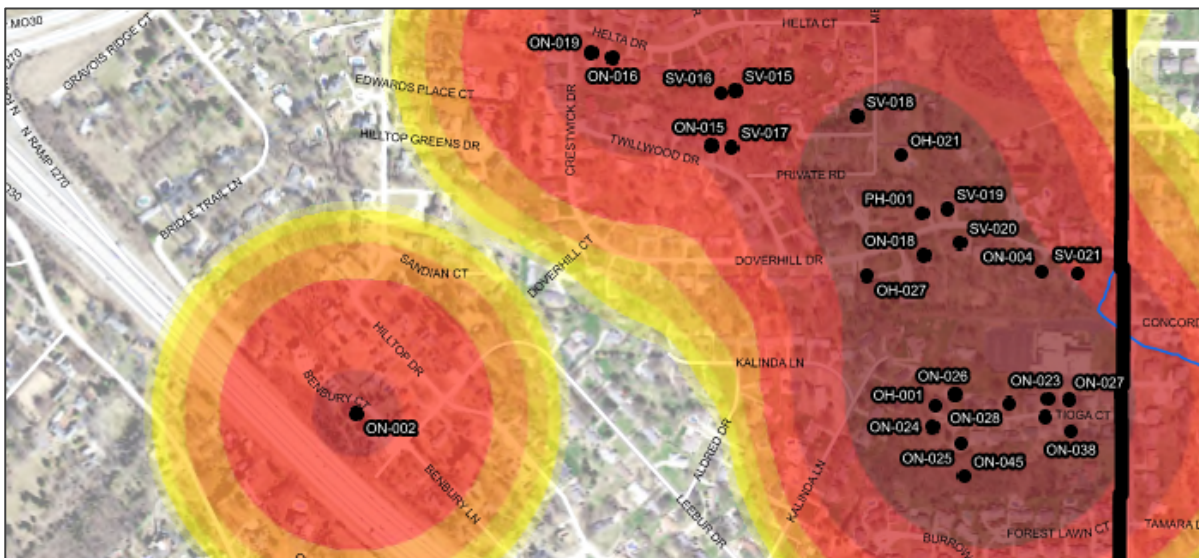 MO30
GRAVOIS RIDGE CT
HELTA CT
HELTA DR
ON-019
ON-016
EDWARDS PLACE CT
SV-016
SV-015
N RAMP I270
CRESTWICK DR
SV-018
HILLTOP GREENS DR
ON-015
SV-017
TWILLWOOD DR
OH-021
PRIVATE RD
BRIDLE TRAIL LN
PH-001
SV-019
SV-020
ON-018
DOVERHILL CT
DOVERHILL DR
SANDIAN CT
ON-004
SV-021
OH-027
CONCORD
HILLTOP DR
KALINDA LN
BENBURY CT
ON-026
ON-023
ON-027
OH-001
ON-002
ON-024
ON-028
TIOGA CT
ALDRED DR
ON-025
ON-045
ON-038
BENBURY LN
KALINDA LN
LEEBUR DR
FOREST LAWN CT
TAMARA D
BURROW